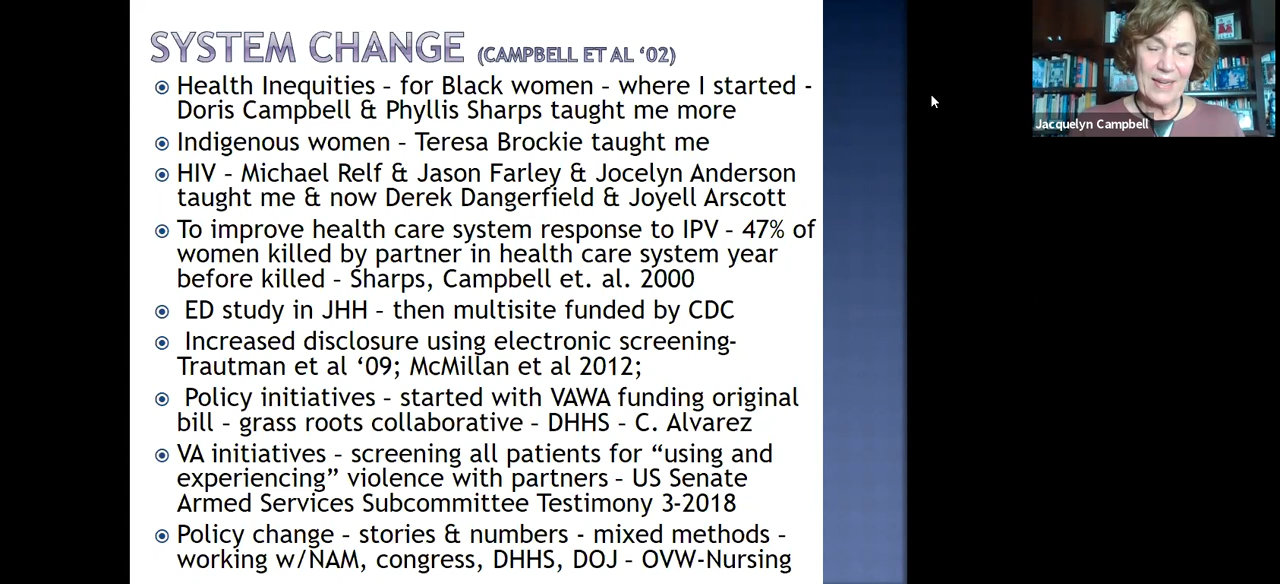 SYSTEM CHANGE (CAMPBELL ET AL ‘02)
Health Inequities – for Black women – where I started -
Doris Campbell & Phyllis Sharps taught me more
Indigenous women – Teresa Brockie taught me
HIV – Michael Relf & Jason Farley & Jocelyn Anderson
taught me & now Derek Dangerfield & Joyell Arscott
To improve health care system response to IPV – 47% of
women killed by partner in health care system year
before killed – Sharps, Campbell et. al. 2000
ED study in JHH – then multisite funded by CDC
Increased disclosure using electronic screening-
Trautman et al ‘09; McMillan et al 2012;
Policy initiatives – started with VAWA funding original
bill – grass roots collaborative – DHHS – C. Alvarez
VA initiatives – screening all patients for “using and
experiencing” violence with partners – US Senate
Armed Services Subcommittee Testimony 3-2018
Policy change – stories & numbers - mixed methods –
working w/NAM, congress, DHHS, DOJ – OVW-Nursing
Jacquelyn Campbell